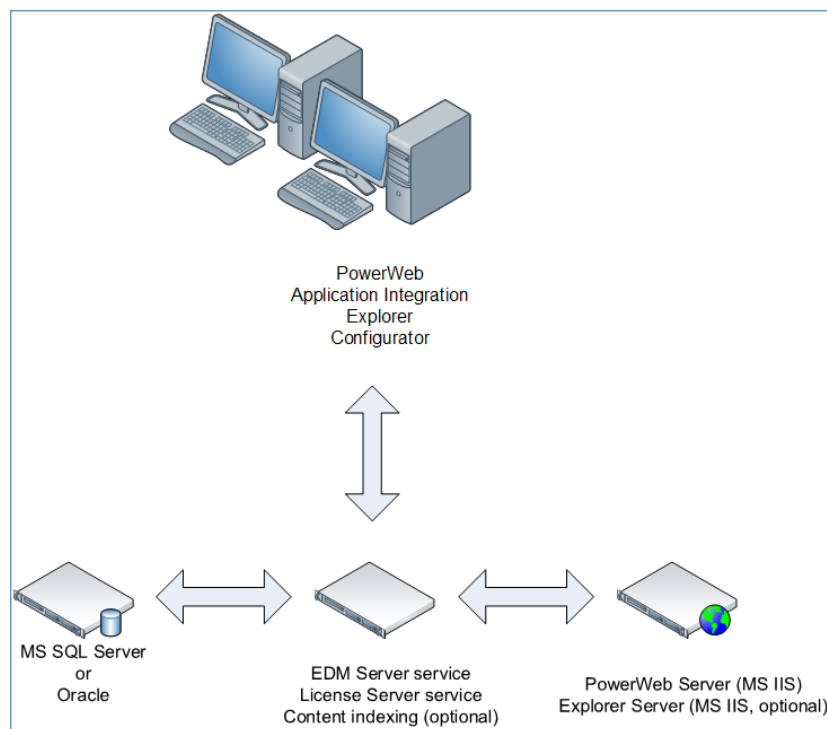 PowerWeb
Application Integration
Explorer
Configurator
MS SQL Server
or
Oracle
EDM Server service
License Server service
Content indexing (optional)
PowerWeb Server (MS IIS)
Explorer Server (MS IIS, optional)